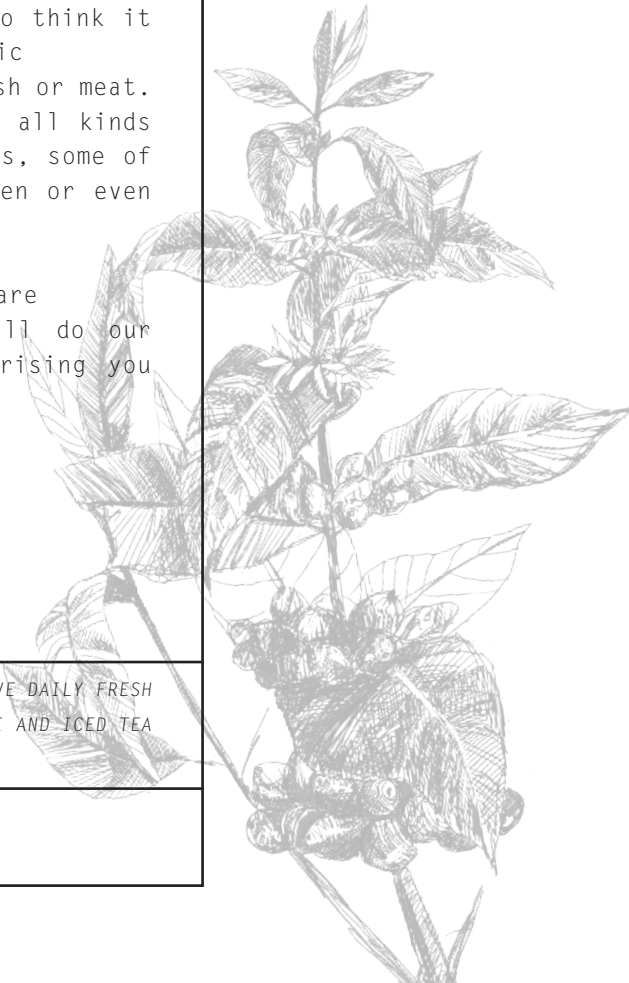 o think it
ic
sh or meat.
all kinds
s, some of
en or even
are
ll do our
rising you
VE DAILY FRESH
E AND ICED TEA